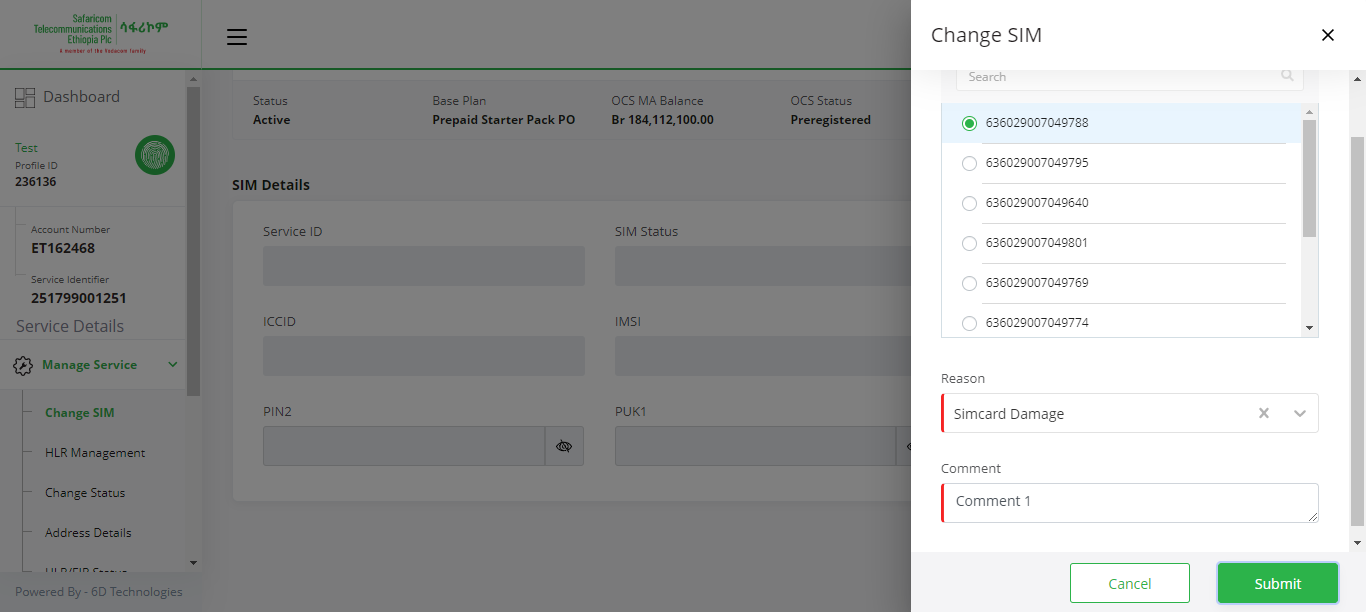 Safaricom
Telecommunications
Ethiopia Plc
ሳፋሪኮም
A member of the Vodacom family
Dashboard
Test
Profile ID
236136
Account Number
ET162468
Service Identifier
251799001251
Service Details
Manage Service
Change SIM
HLR Management
Change Status
Address Details
HLR/EIR Status
Powered By - 6D Technologies
Status
Active
Base Plan
Prepaid Starter Pack PO
OCS MA Balance
Br 184,112,100.00
OCS Status
Preregistered
SIM Details
Service ID
SIM Status
ICCID
IMSI
PIN2
PUK1
Change SIM
Search
636029007049788
636029007049795
636029007049640
636029007049801
636029007049769
636029007049774
Reason
Simcard Damage
Comment
Comment 1
Cancel
Submit